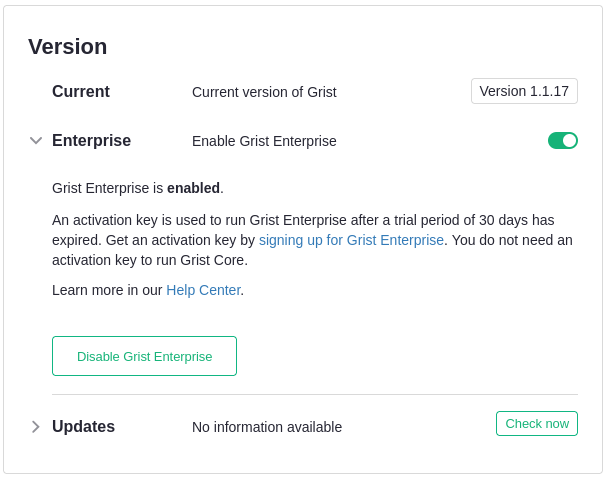 Version
Current Current version of Grist Version 1.1.17
Enterprise Enable Grist Enterprise
Grist Enterprise is enabled.
An activation key is used to run Grist Enterprise after a trial period of 30 days has
expired. Get an activation key by signing up for Grist Enterprise. You do not need an
activation key to run Grist Core.
Learn more in our Help Center.
Disable Grist Enterprise
Updates No information available Check now